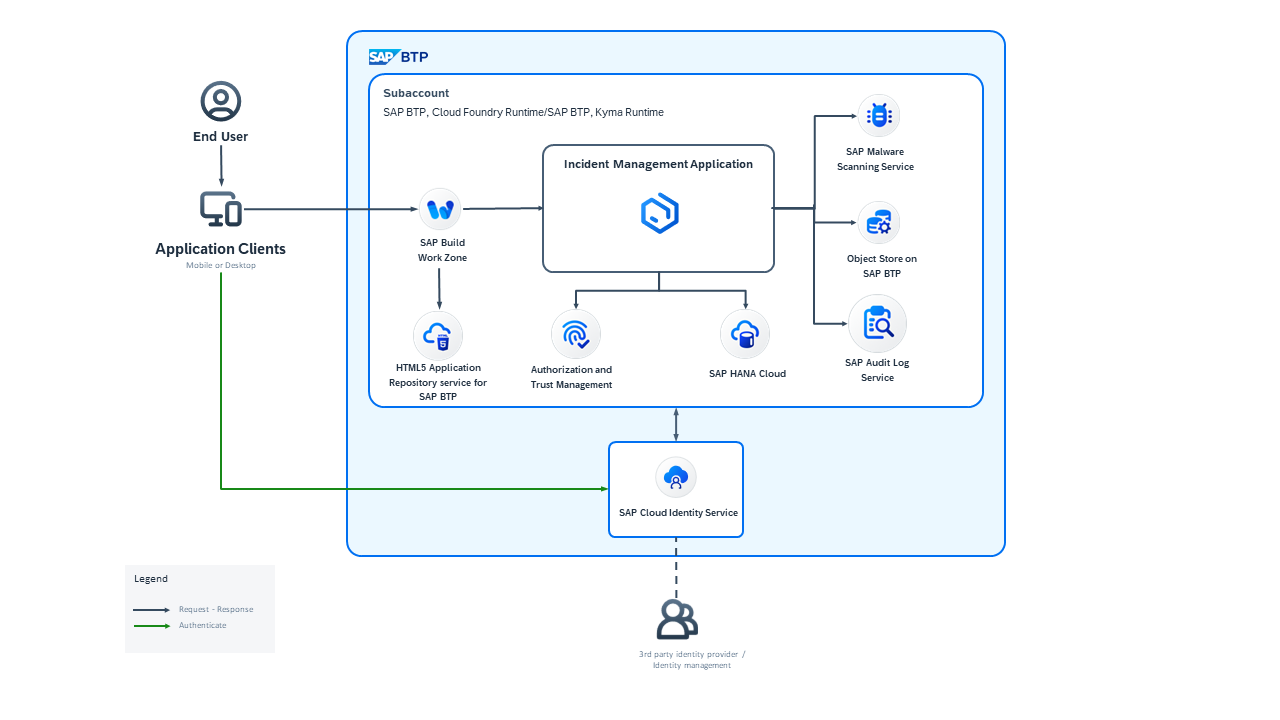 SAP BTP
Subaccount
SAP BTP, Cloud Foundry Runtime/SAP BTP, Kyma Runtime
End User
Application Clients
Mobile or Desktop
SAP Build
Work Zone
HTML5 Application
Repository service for
SAP BTP
5
Incident Management Application
Authorization and
Trust Management
SAP HANA Cloud
SAP Malware
Scanning Service
Object Store on
SAP BTP
SAP Audit Log
Service
SAP Cloud Identity Service
3rd party identity provider /
Identity management
Legend
Request - Response
Authenticate